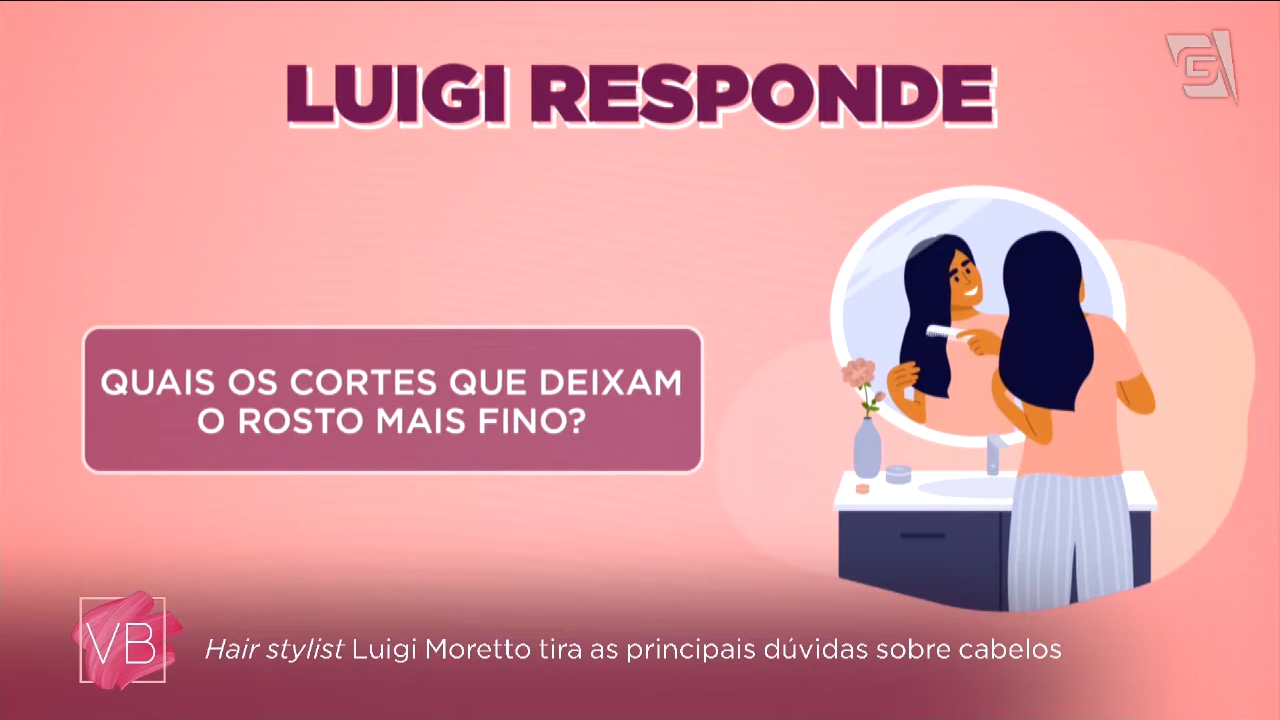 LUIGI RESPONDE
G
QUAIS OS CORTES QUE DEIXAM
O ROSTO MAIS FINO?
VB
Hair stylist Luigi Moretto tira as principais dúvidas sobre cabelos